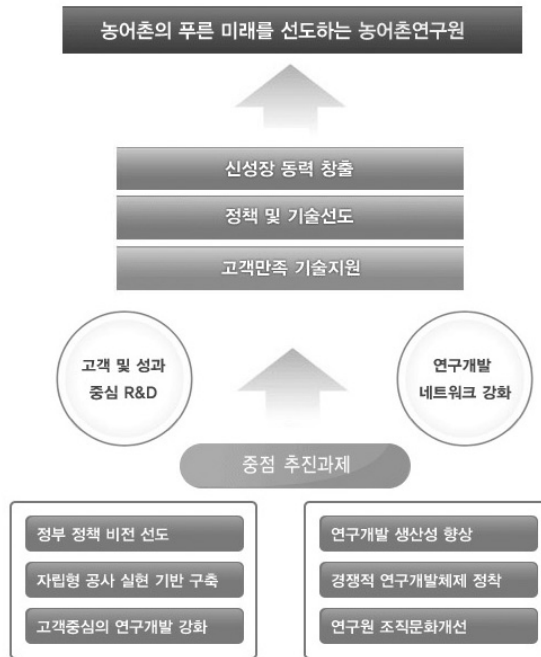 농어촌의 푸른 미래를 선도하는 농어촌연구원
신성장 동력 창출
정책 및 기술선도
고객만족 기술지원
고객 및 성과
중심 R&D
연구개발
네트워크 강화
중점 추진과제
정부 정책 비전 선도
자립형 공사 실현 기반 구축
고객중심의 연구개발 강화
연구개발 생산성 향상
경쟁적 연구개발체제 정착
연구원 조직문화개선